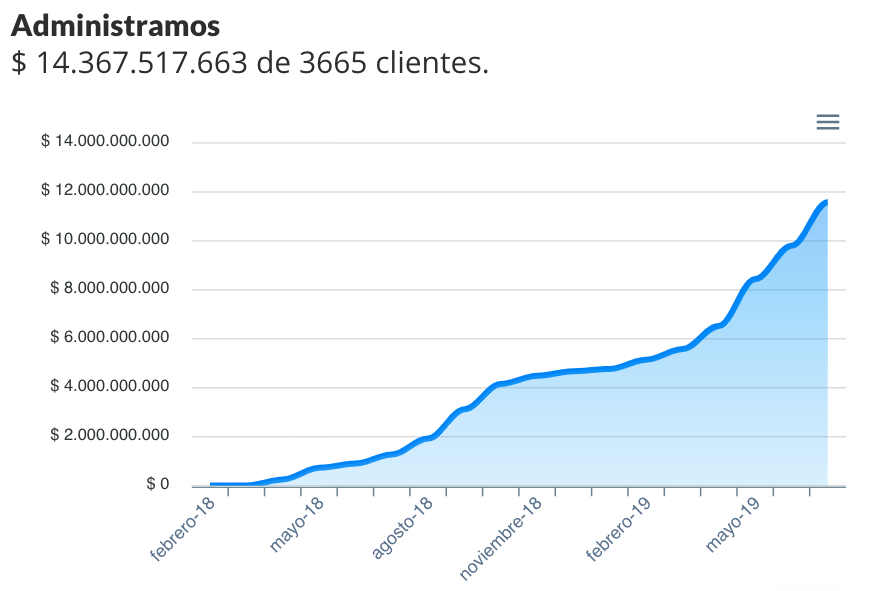 Administramos
$ 14.367.517.663 de 3665 clientes.
$ 14.000.000.000
$ 12.000.000.000
$ 10.000.000.000
$ 8.000.000.000
$ 6.000.000.000
$ 4.000.000.000
$ 2.000.000.000
$ 0
febrero-18
mayo-18
agosto-18
noviembre-18
febrero-19
mayo-19